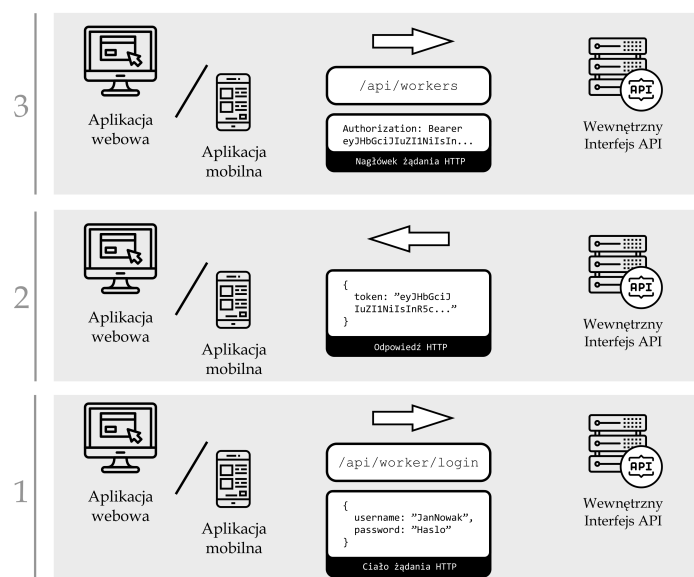 3
Aplikacja
webowa
Aplikacja
mobilna
/api/workers
Authorization: Bearer
eyJHbGciJIuZI1NiIsIn...
Nagłówek żądania HTTP
API
Wewnętrzny
Interfejs API
2
Aplikacja
webowa
Aplikacja
mobilna
{
token: ”eyJHbGciJ
IuZI1NiIsInR5c...”
}
Odpowiedź HTTP
API
Wewnętrzny
Interfejs API
1
Aplikacja
webowa
Aplikacja
mobilna
/api/worker/login
{
username: ”JanNowak”,
password: ”Haslo”
}
Ciało żądania HTTP
API
Wewnętrzny
Interfejs API